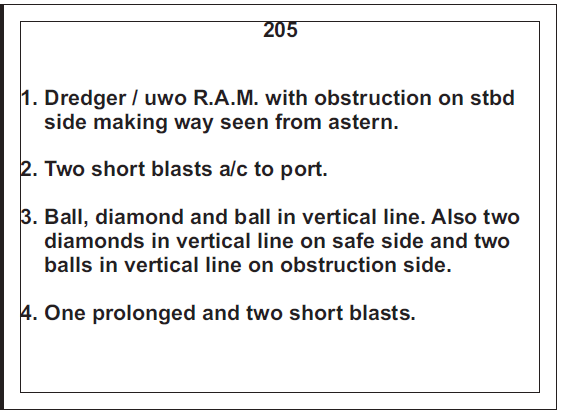 205
1. Dredger / uwo R.A.M. with obstruction on stbd
side making way seen from astern.
2. Two short blasts a/c to port.
3. Ball, diamond and ball in vertical line. Also two
diamonds in vertical line on safe side and two
balls in vertical line on obstruction side.
4. One prolonged and two short blasts.